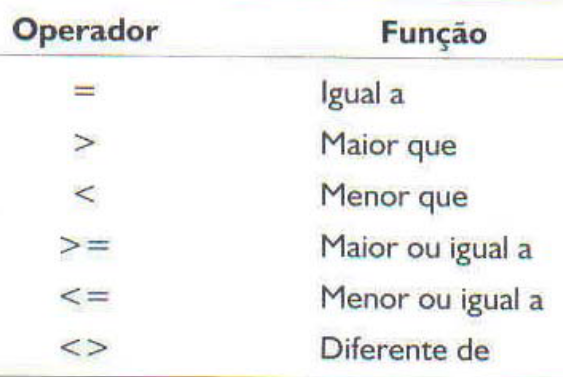 Operador Função
= Igual a
> Maior que
< Menor que
>= Maior ou igual a
<= Menor ou igual a
<> Diferente de